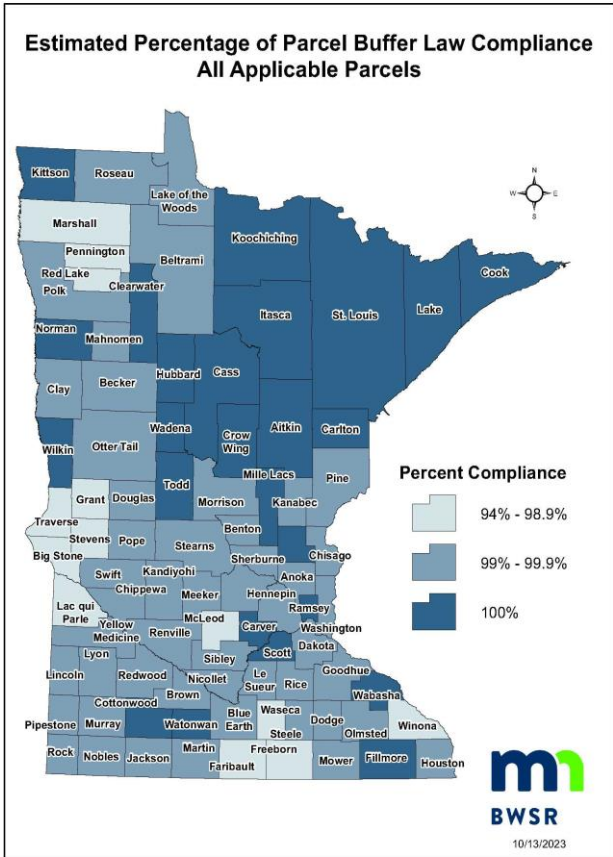 Estimated Percentage of Parcel Buffer Law Compliance
All Applicable Parcels
N
W
E
S
Kittson
Roseau
Lake of the
Woods
Marshall
Koochiching
Pennington
Beltrami
Red Lake
Polk
Clearwater
Cook
Lake
St. Louis
Itasca
Norman
Mahnomen
Hubbard
Cass
Clay
Becker
Wadena
Crow
Wing
Aitkin
Carlton
Wilkin
Otter Tail
Mille Lacs
Pine
Todd
Morrison
Kanabec
Grant
Douglas
Traverse
Stevens
Pope
Stearns
Benton
Big Stone
Sherburne
Chisago
Anoka
Swift
Kandiyohi
Chippewa
Meeker
Hennepin
Ramsey
Lac qui
Parle
McLeod
Carver
Washington
Yellow
Medicine
Renville
Scott
Dakota
Sibley
Lyon
Lincoln
Redwood
Nicollet
Le
Sueur
Rice
Goodhue
Wabasha
Brown
Cottonwood
Pipestone
Murray
Watonwan
Blue
Earth
Waseca
Steele
Dodge
Olmsted
Winona
Rock
Nobles
Jackson
Martin
Faribault
Freeborn
Mower
Fillmore
Houston
Percent Compliance
94% - 98.9%
99% - 99.9%
100%
mn
BWSR
10/13/2023